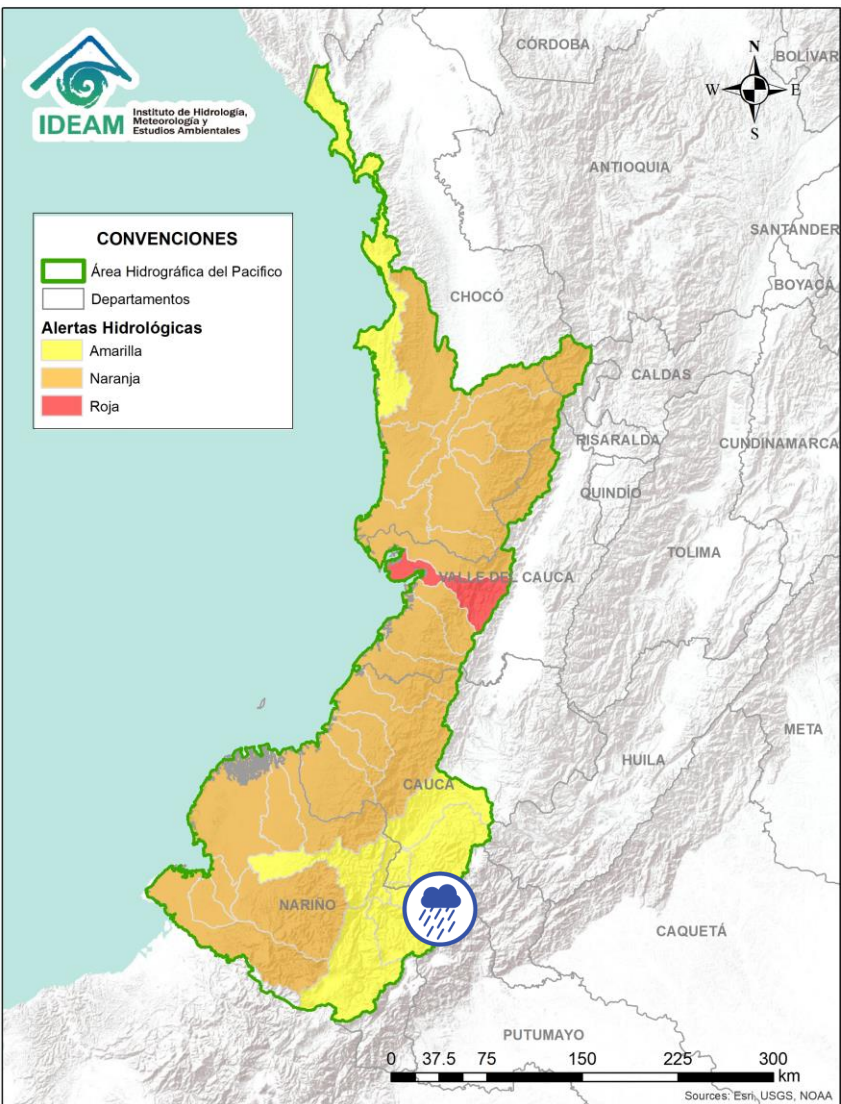 IDEAM
Instituto de Hidrología,
Meteorología y
Estudios Ambientales
CONVENCIONES
Área Hidrográfica del Pacifico
Departamentos
Alertas Hidrológicas
Amarilla
Naranja
Roja
N
W
E
S
CÓRDOBA
BOLÍVAR
ANTIOQUIA
SANTANDER
BOYACÁ
CHOCÓ
CALDAS
RISARALDA
CUNDINAMARCA
QUINDÍO
TOLIMA
VALLE DEL CAUCA
META
HUILA
CAUCA
NARIÑO
CAQUETÁ
PUTUMAYO
0 37.5 75 150 225 300
km
Sources: Esri, USGS, NOAA